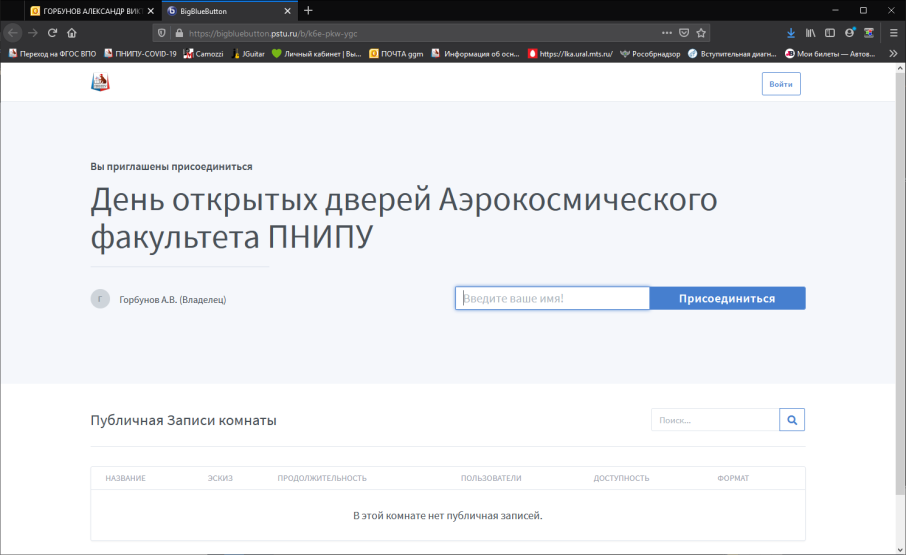 ГОРБУНОВ АЛЕКСАНДР ВИКТ
BigBlueButton
https://bigbluebutton.pstu.ru/b/k6e-pkw-ygc
Переход на ФГОС ВПО
ПНИПУ-COVID-19
Camozzi
JGuitar
Личный кабинет | Вы...
ПОЧТА ggm
Информация об осн...
https://lka.ural.mts.ru/
Рособрнадзор
Вступительная диагн...
Мои билеты — Автов...
Войти
Вы приглашены присоединиться
День открытых дверей Аэрокосмического
факультета ПНИПУ
Г
Горбунов А.В. (Владелец)
Введите ваше имя!
Присоединиться
Публичная Записи комнаты
Поиск...
НАЗВАНИЕ ЭСКИЗ ПРОДОЛЖИТЕЛЬНОСТЬ ПОЛЬЗОВАТЕЛИ ДОСТУПНОСТЬ ФОРМАТ
В этой комнате нет публичная записей.